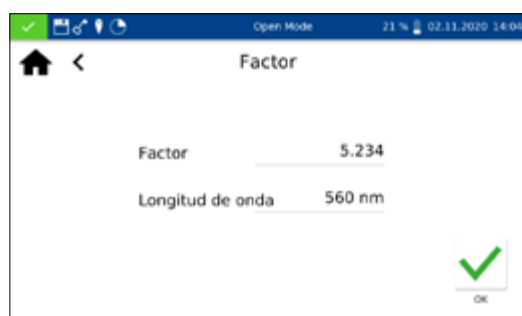 Open Mode 21 % 02.11.2020 14:04
Factor
Factor 5.234
Longitud de onda 560 nm
OK